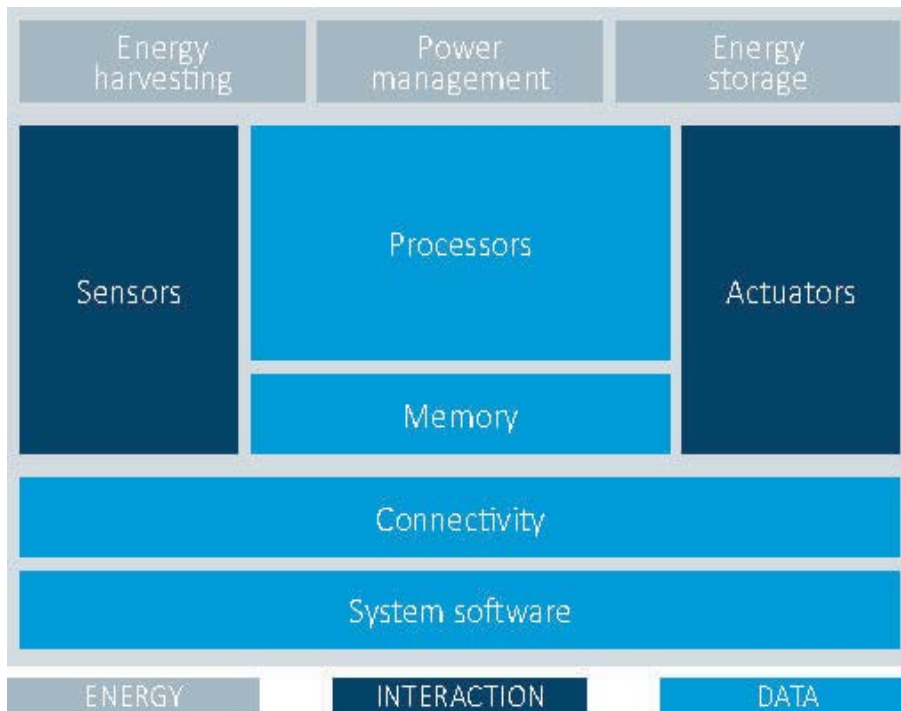 Energy
harvesting
Power
management
Energy
storage
Sensors
Processors
Actuators
Memory
Connectivity
System software
ENERGY
INTERACTION
DATA